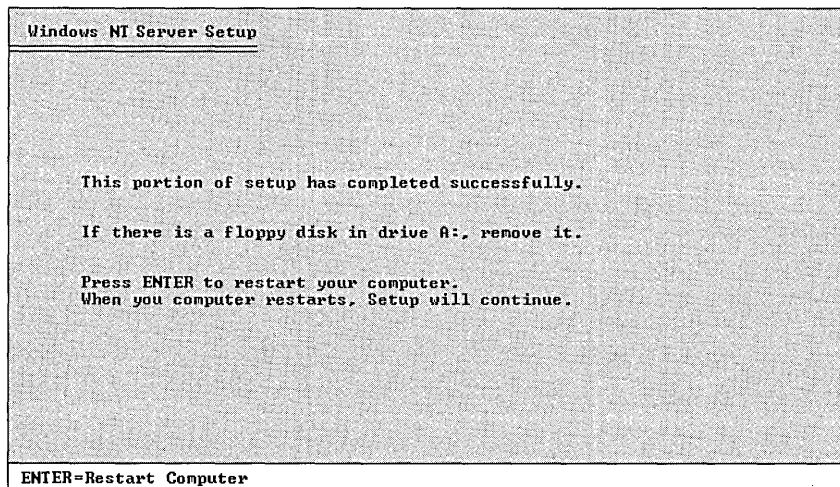 Windows NT Server Setup
This portion of setup has completed successfully.
If there is a floppy disk in drive A:, remove it.
Press ENTER to restart your computer.
When you computer restarts, Setup will continue.
ENTER=Restart Computer